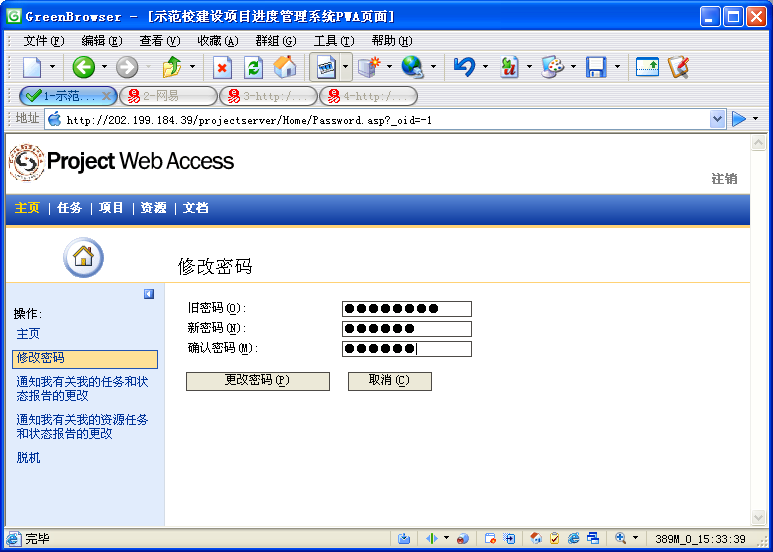 GreenBrowser - [示范校建设项目进度管理系统PWA页面]
文件(F) 编辑(E) 查看(V) 收藏(A) 群组(G) 工具(T) 帮助(H)
1-示范... 2-网易 3-http:/... 4-http:/...
地址 http://202.199.184.39/projectserver/Home/Password.asp?_oid=-1
Project Web Access
注销
主页 | 任务 | 项目 | 资源 | 文档
修改密码
操作:
主页
修改密码
通知我有关我的任务和状
态报告的更改
通知我有关我的资源任务
和状态报告的更改
脱机
旧密码(O):
新密码(N):
确认密码(M):
更改密码(P) 取消(C)
完毕 389M_0_15:33:39